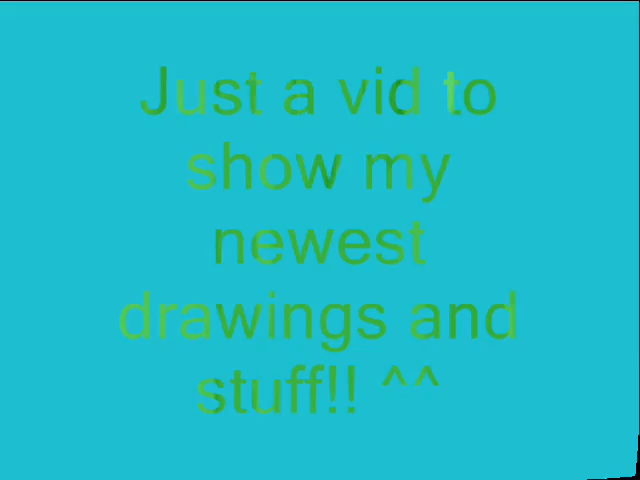 Just a vid to
show my
newest
drawings and
stuff!! ^^